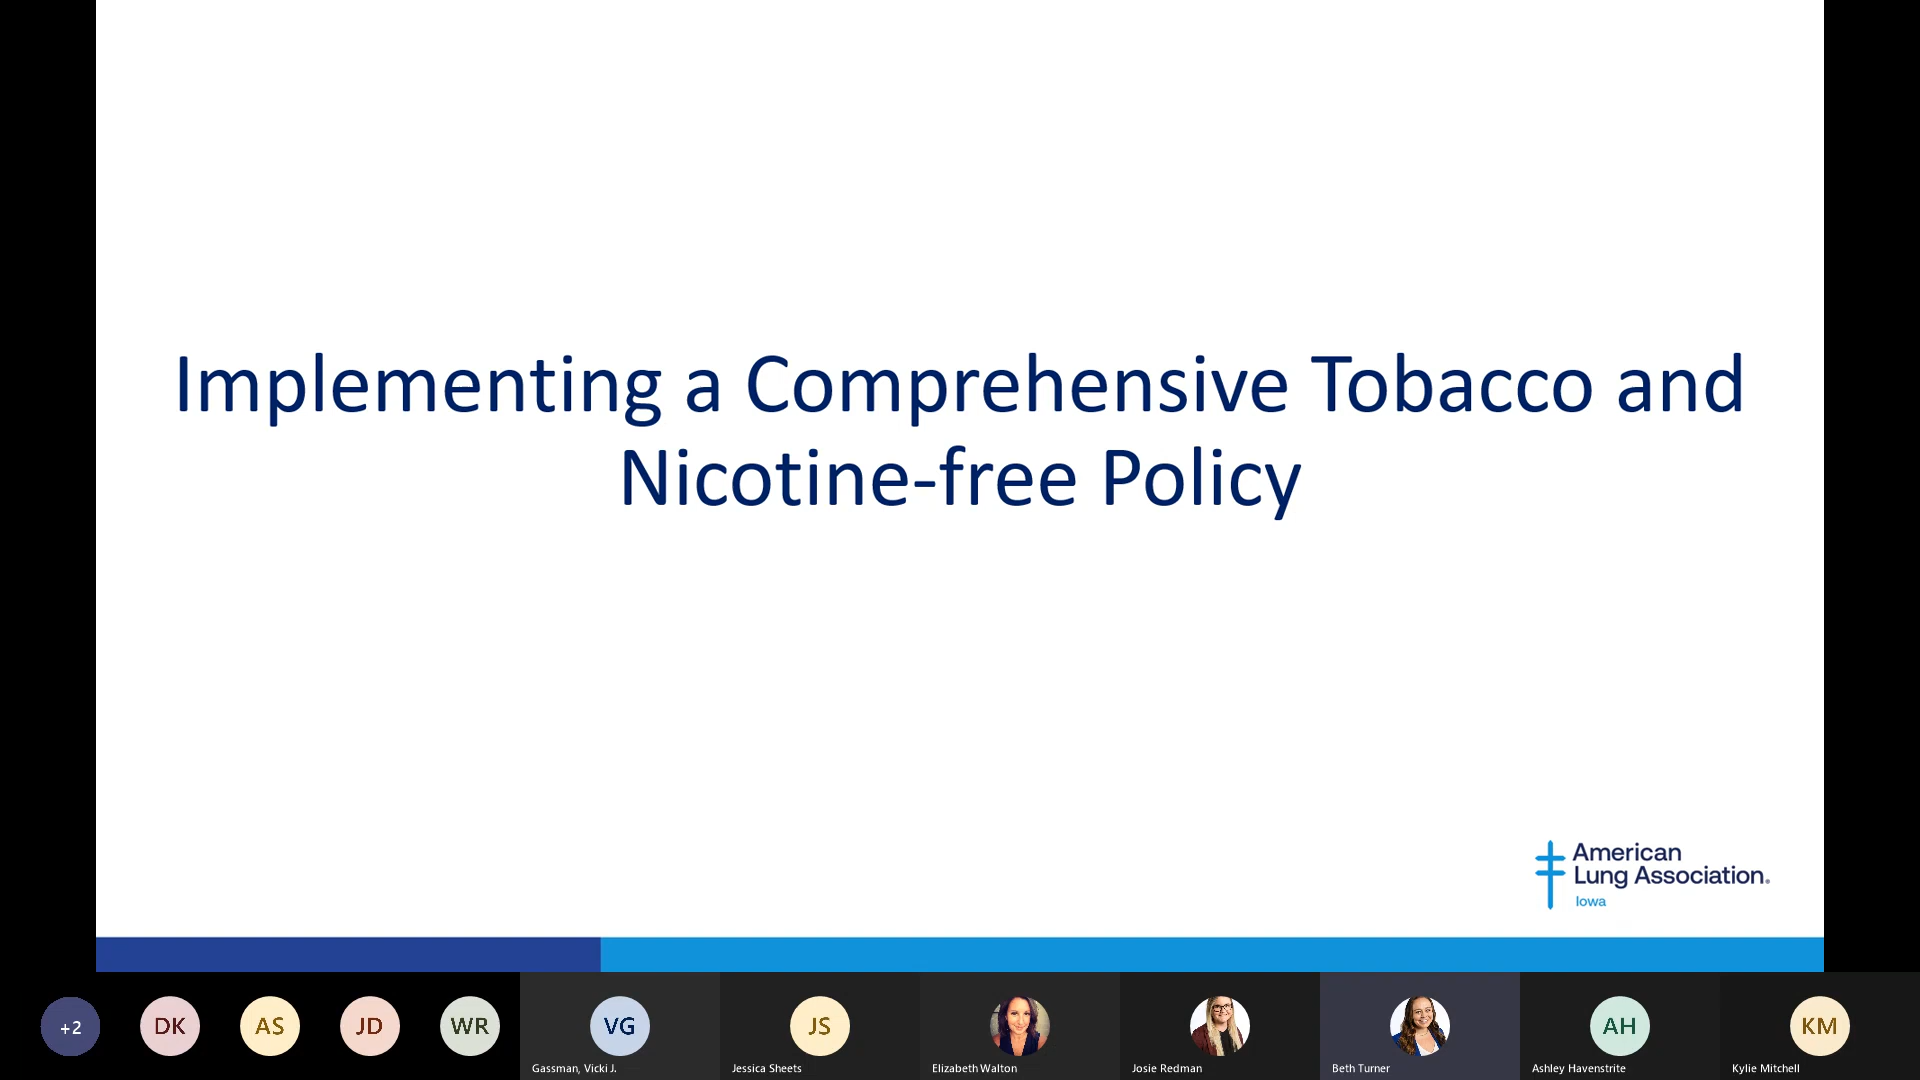 Implementing a Comprehensive Tobacco and
Nicotine-free Policy
American
Lung Association.
Iowa
+2
DK
AS
JD
WR
VG
JS
AH
KM
Gassman, Vicki J.
Jessica Sheets
Elizabeth Walton
Josie Redman
Beth Turner
Ashley Havenstrite
Kylie Mitchell